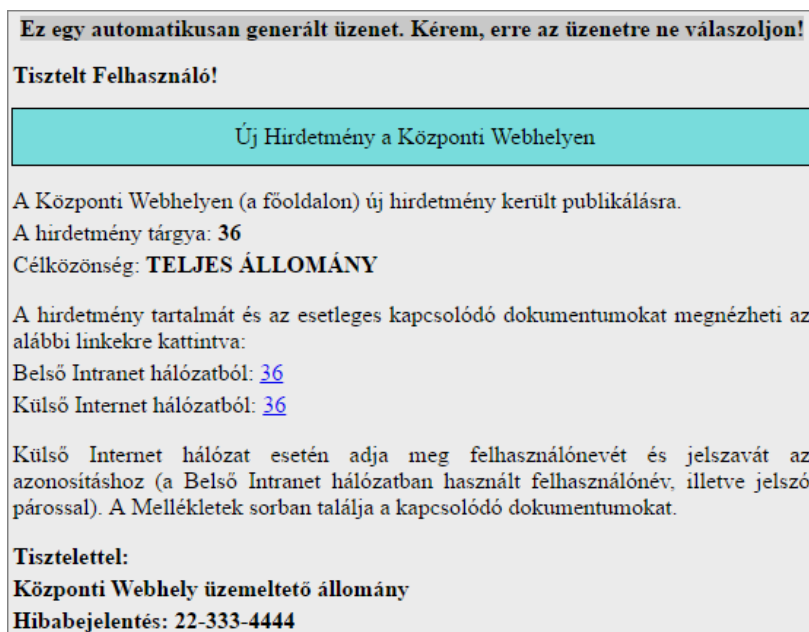 Ez egy automatikusan generált üzenet. Kérem, erre az üzenetre ne válaszoljon!
Tisztelt Felhasználó!
Új Hirdetmény a Központi Webhelyen
A Központi Webhelyen (a főoldalon) új hirdetmény került publikálásra.
A hirdetmény tárgya: 36
Célközönség: TELJES ÁLLOMÁNY
A hirdetmény tartalmát és az esetleges kapcsolódó dokumentumokat megnézheti az
alábbi linkekre kattintva:
Belső Intranet hálózatból: 36
Külső Internet hálózatból: 36
Külső Internet hálózat esetén adja meg felhasználónevét és jelszavát az
azonosításhoz (a Belső Intranet hálózatban használt felhasználónév, illetve jelszó
párossal). A Mellékletek sorban találja a kapcsolódó dokumentumokat.
Tisztelettel:
Központi Webhely üzemeltető állomány
Hibabejelentés: 22-333-4444